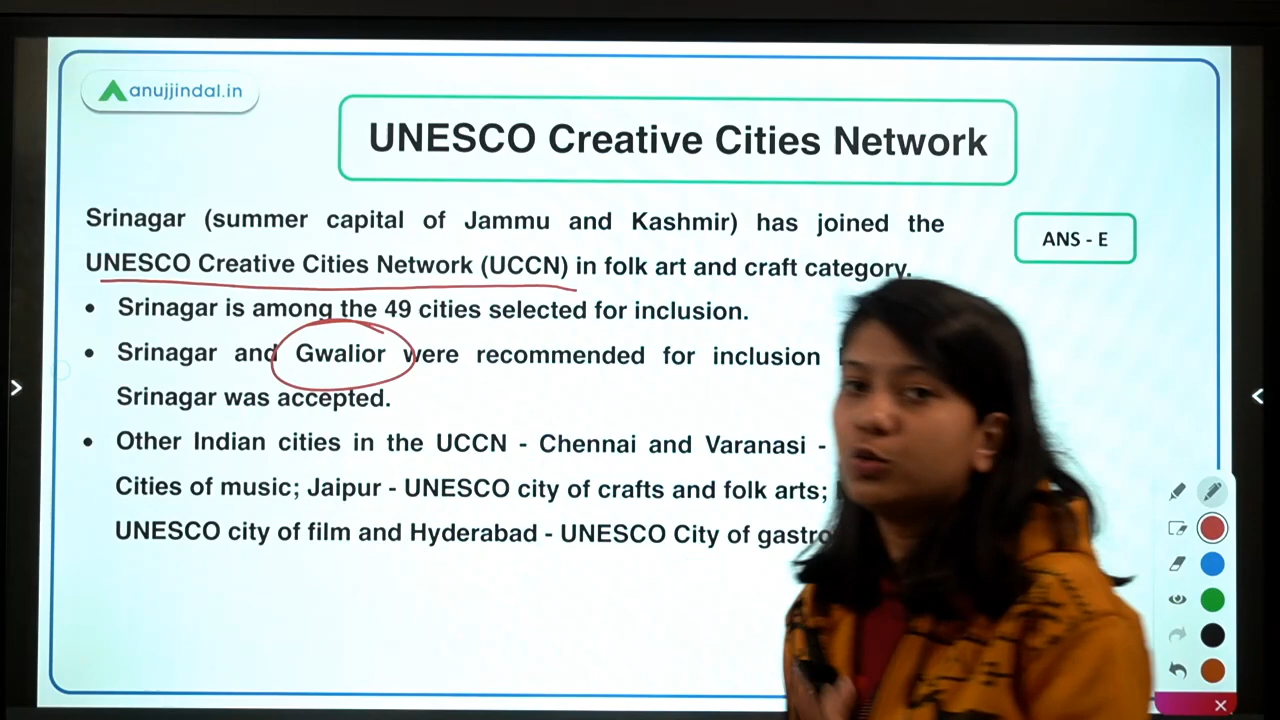 anujjindal.in
UNESCO Creative Cities Network
Srinagar (summer capital of Jammu and Kashmir) has joined the
ANS - E
UNESCO Creative Cities Network (UCCN) in folk art and craft category.
• Srinagar is among the 49 cities selected for inclusion.
• Srinagar and Gwalior were recommended for inclusion
Srinagar was accepted.
• Other Indian cities in the UCCN - Chennai and Varanasi -
Cities of music; Jaipur - UNESCO city of crafts and folk arts;
UNESCO city of film and Hyderabad - UNESCO City of